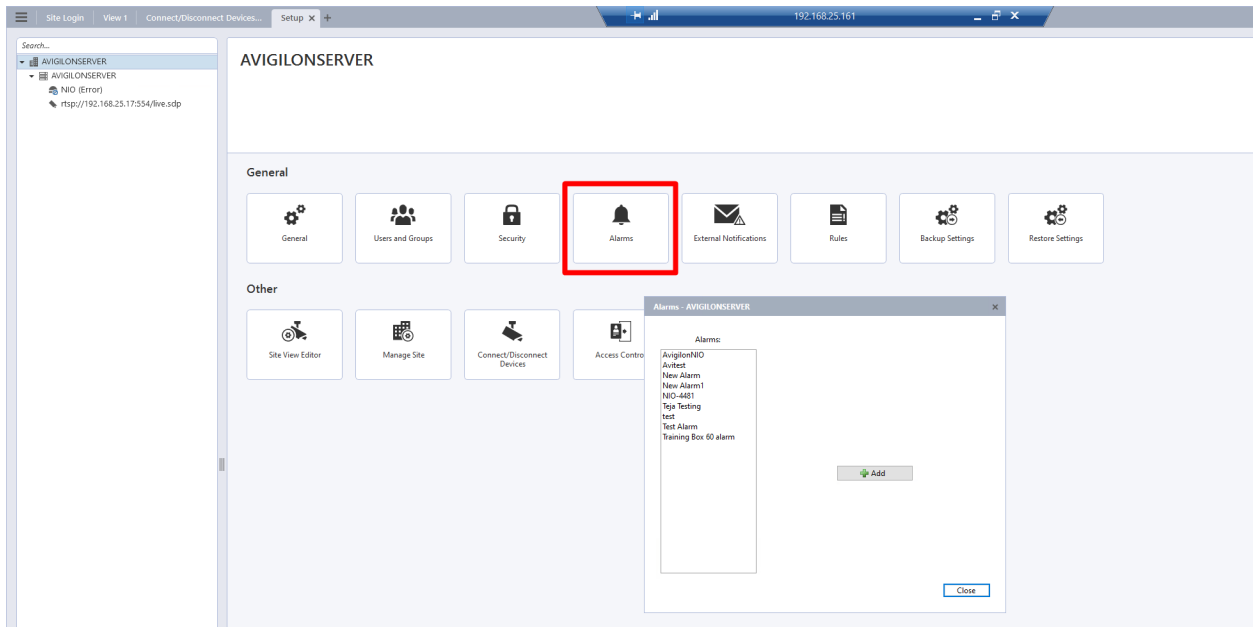 Site Login
View 1
Connect/Disconnect Devices...
Setup
192.168.25.161
Search...
AVIGILONSERVER
AVIGILONSERVER
NIO (Error)
rtsp://192.168.25.17:554/live.sdp
AVIGILONSERVER
General
General
Users and Groups
Security
Alarms
External Notifications
Rules
Backup Settings
Restore Settings
Other
Site View Editor
Manage Site
Connect/Disconnect
Devices
Access Contro
Alarms - AVIGILONSERVER
Alarms:
AvigilonNIO
Avitest
New Alarm
New Alarm1
NIO-4481
Teja Testing
test
Test Alarm
Training Box 60 alarm
Add
Close